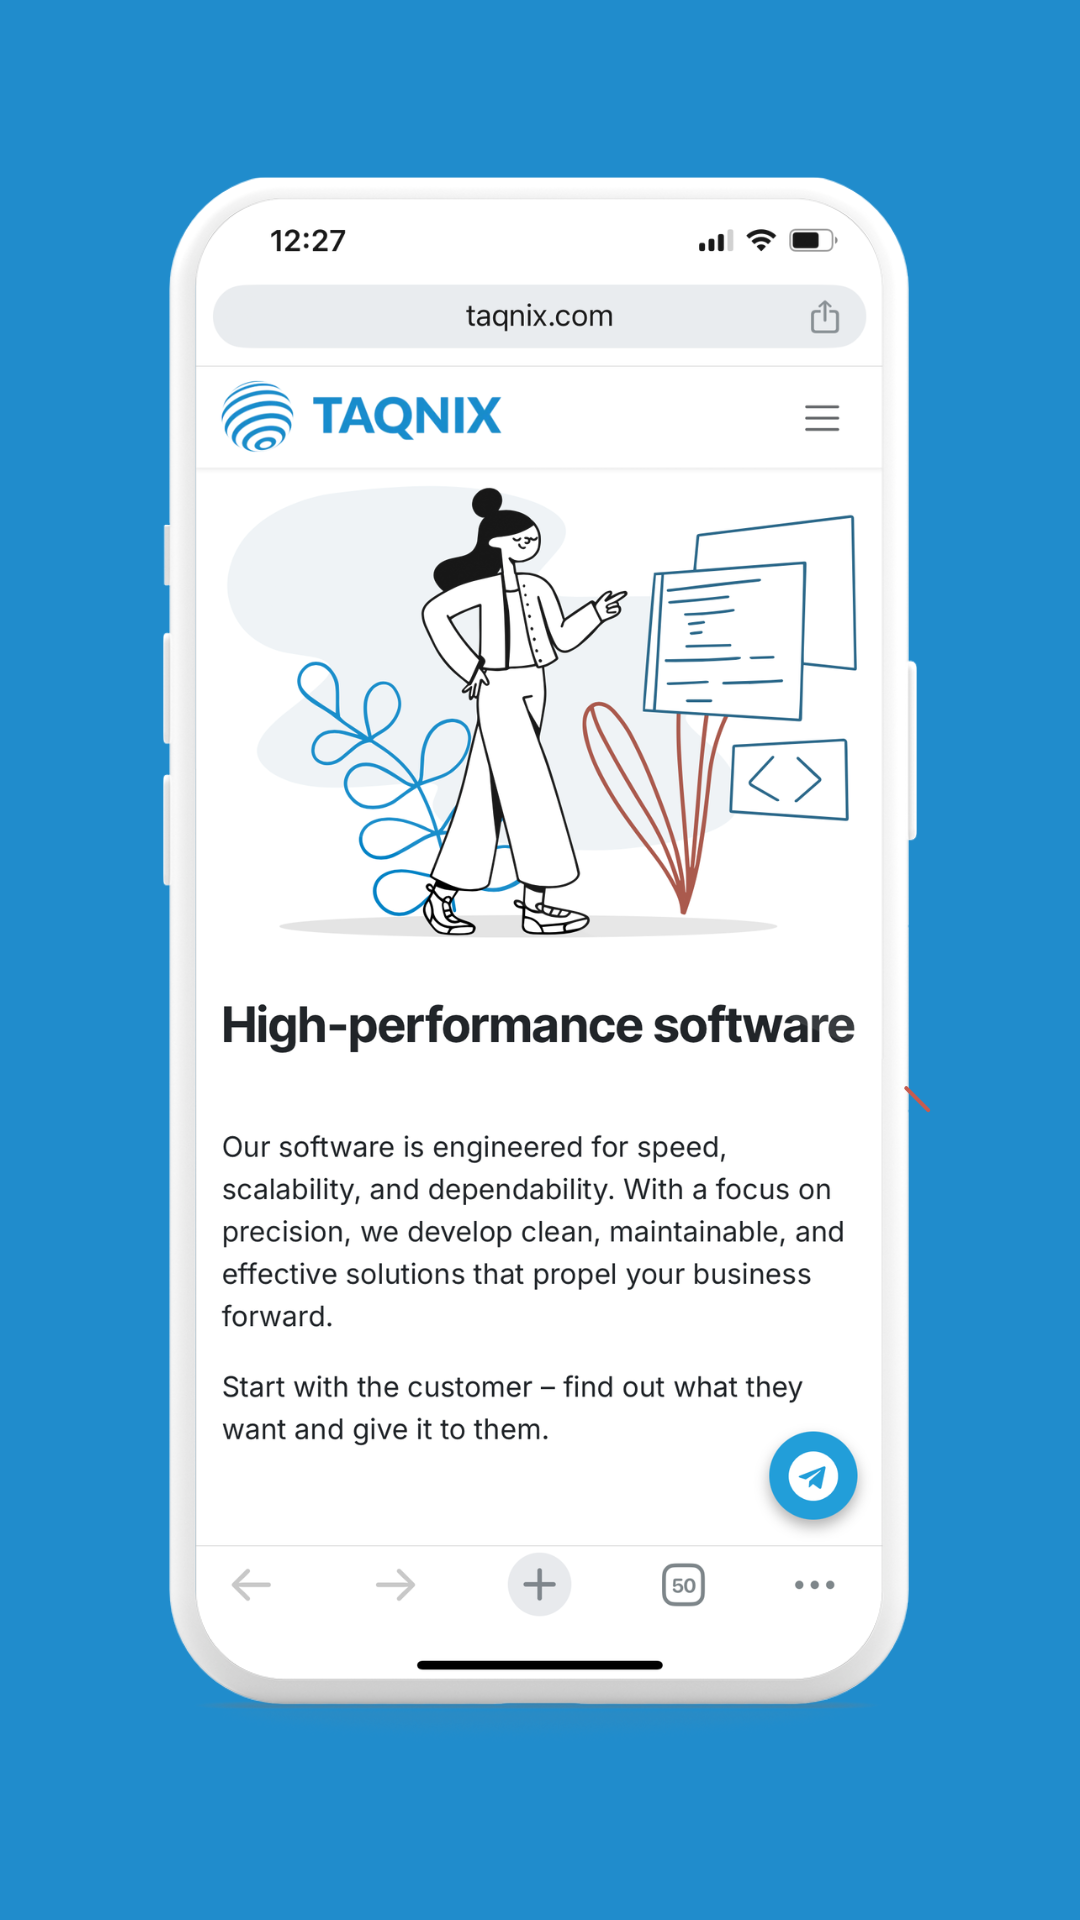 12:27
taqnix.com
TAQNIX
High-performance software
Our software is engineered for speed,
scalability, and dependability. With a focus on
precision, we develop clean, maintainable, and
effective solutions that propel your business
forward.
Start with the customer – find out what they
want and give it to them.
50